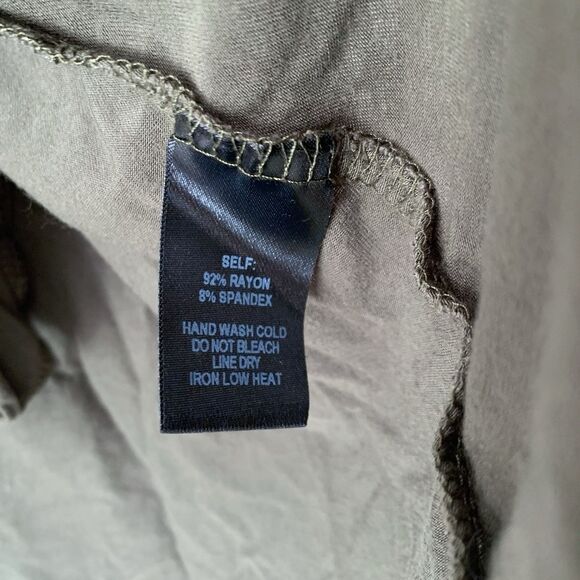 SELF:
92% RAYON
8% SPANDEX
HAND WASH COLD
DO NOT BLEACH
LINE DRY
IRON LOW HEAT